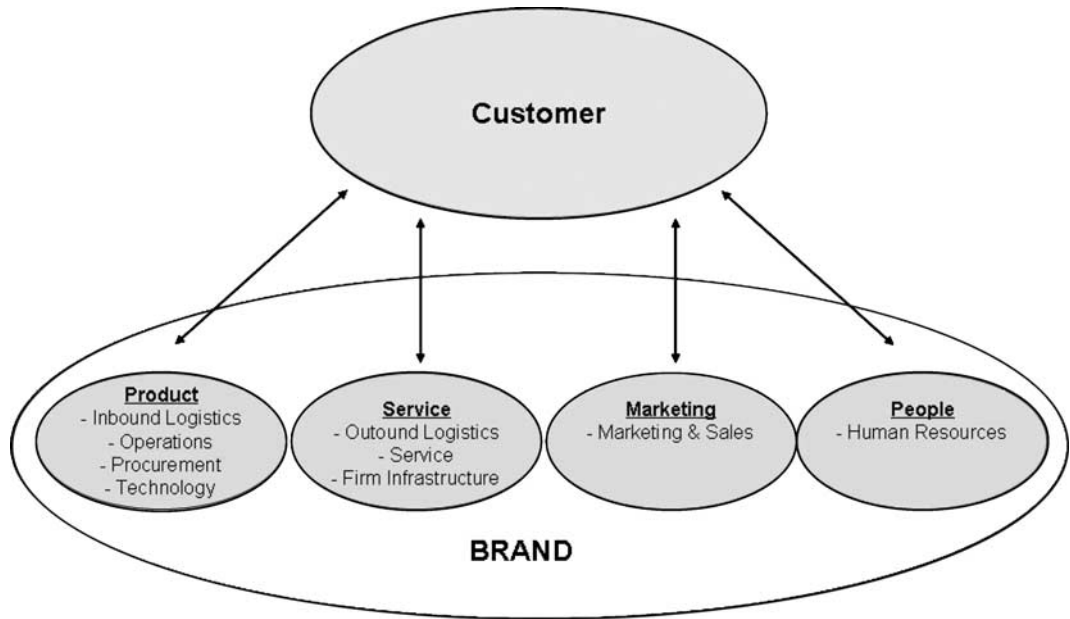 Customer
Product
- Inbound Logistics
- Operations
- Procurement
- Technology
Service
- Outound Logistics
- Service
- Firm Infrastructure
Marketing
- Marketing & Sales
People
- Human Resources
BRAND